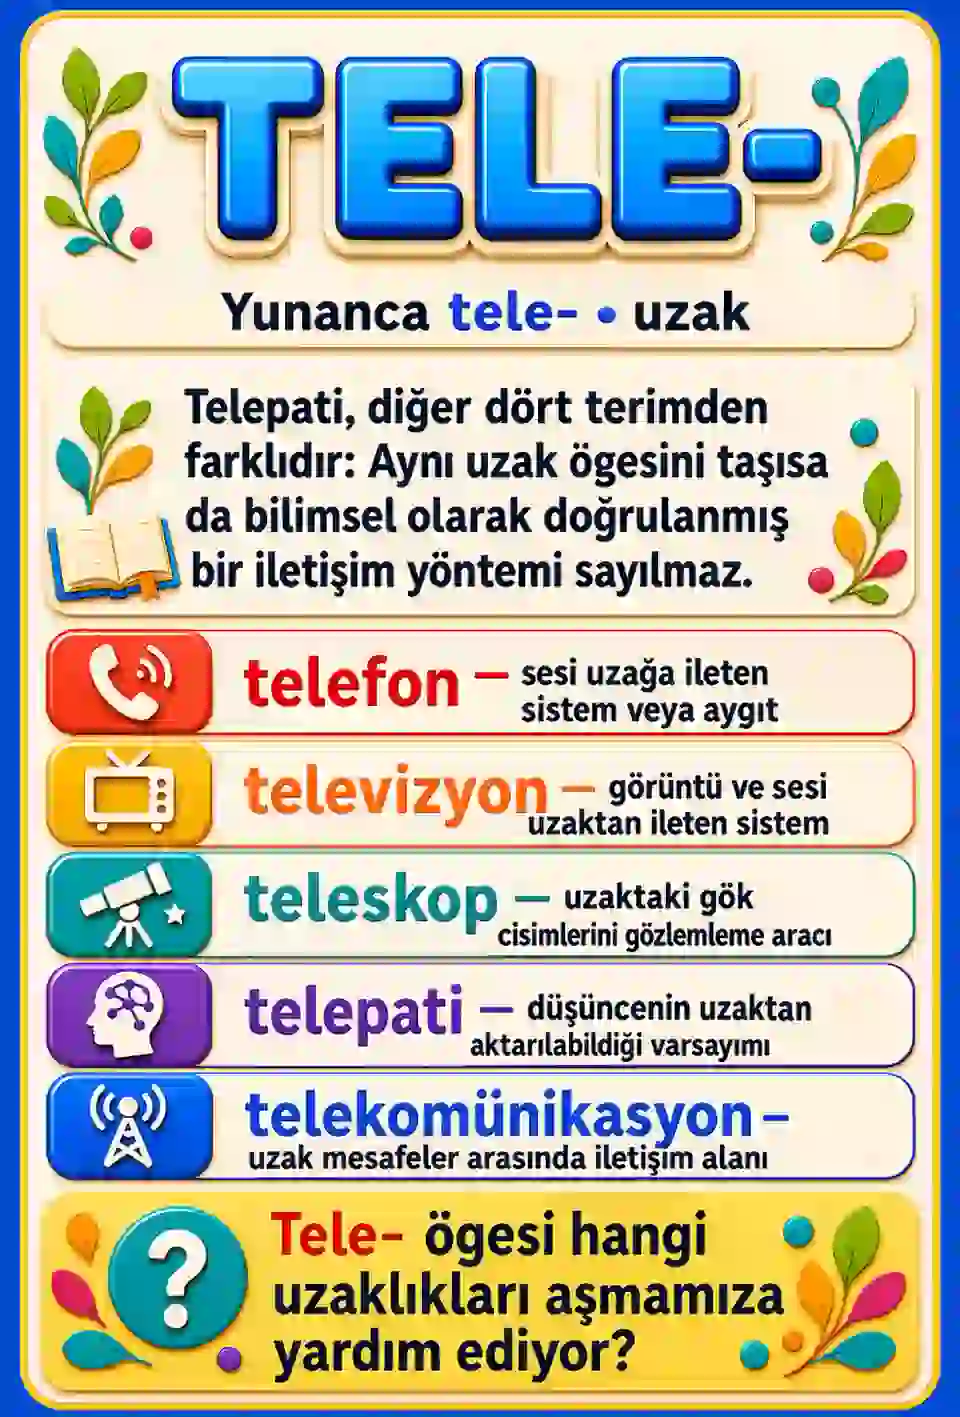 TELE-
Yunanca tele- • uzak
Telepati, diğer dört terimden
farklıdır: Aynı uzak ögesini taşısa
da bilimsel olarak doğrulanmış
bir iletişim yöntemi sayılmaz.
telefon — sesi uzağa ileten
sistem veya aygıt
televizyon — görüntü ve sesi
uzaktan ileten sistem
teleskop — uzaktaki gök
cisimlerini gözlemleme aracı
telepati — düşüncenin uzaktan
aktarılabildiği varsayımı
telekomünikasyon –
uzak mesafeler arasında iletişim alanı
?
Tele- ögesi hangi
uzaklıkları aşmamıza
yardım ediyor?